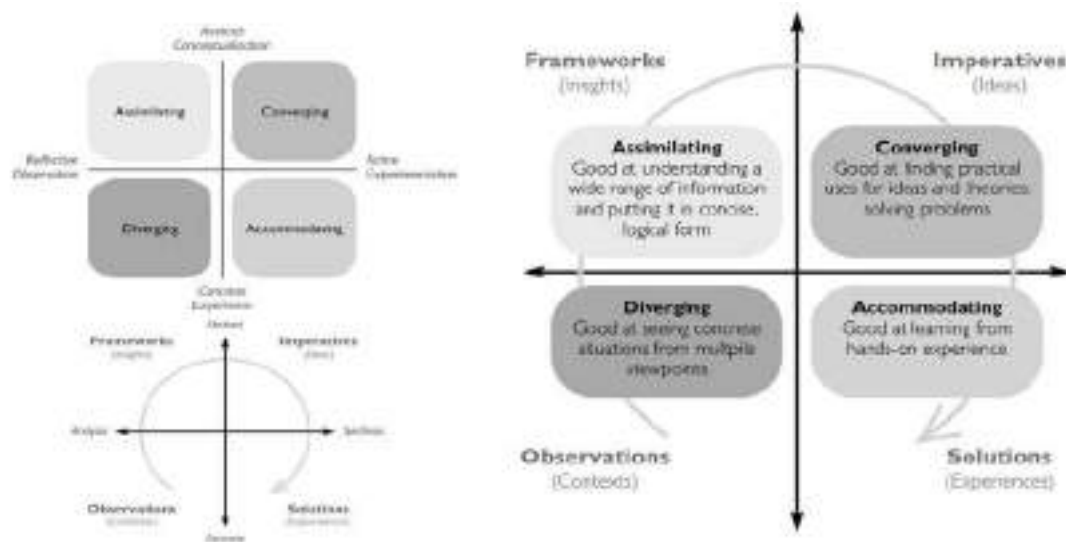 Abstract
Conceptualisation
Assimilating
Converging
Reflective
Observation
Active
Experimentation
Diverging
Accommodating
Concrete
Experience
Abstract
Frameworks
(Insights)
Imperatives
(Ideas)
Analysis
Synthesis
Observations
(Contexts)
Solutions
(Experiences)
Concrete
Frameworks
(Insights)
Imperatives
(Ideas)
Assimilating
Good at understanding a
wide range of information
and putting it in concise,
logical form
Converging
Good at finding practical
uses for ideas and theories
solving problems
Diverging
Good at seeing concrete
situations from multiple
viewpoints
Accommodating
Good at learning from
hands-on experience
Observations
(Contexts)
Solutions
(Experiences)